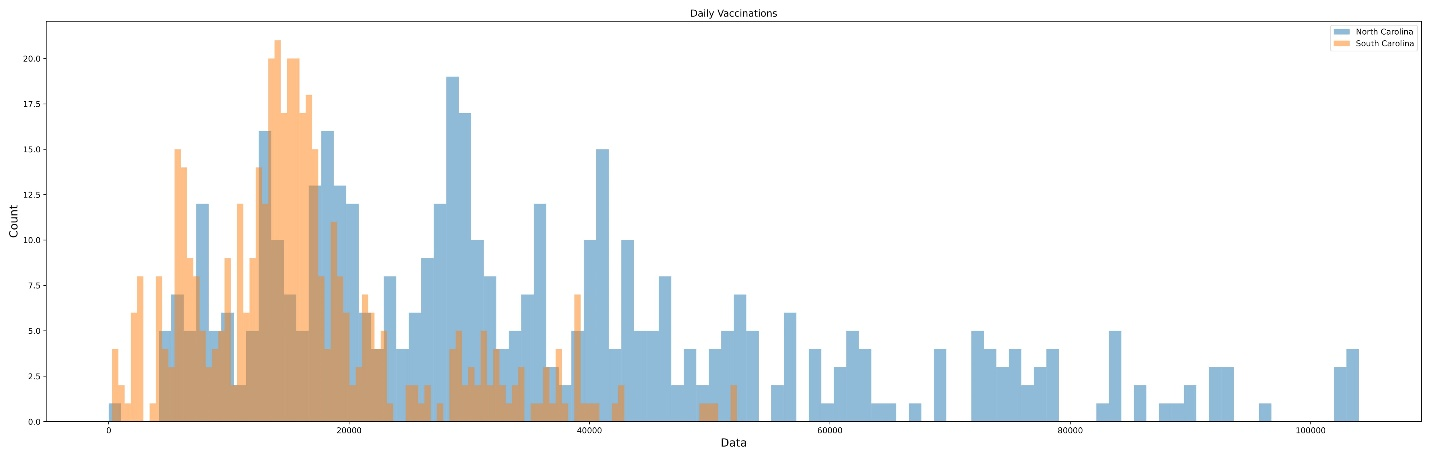 Daily Vaccinations
North Carolina
South Carolina
20.0
17.5
15.0
12.5
10.0
7.5
5.0
2.5
0.0
Count
0 20000 40000 60000 80000 100000
Data